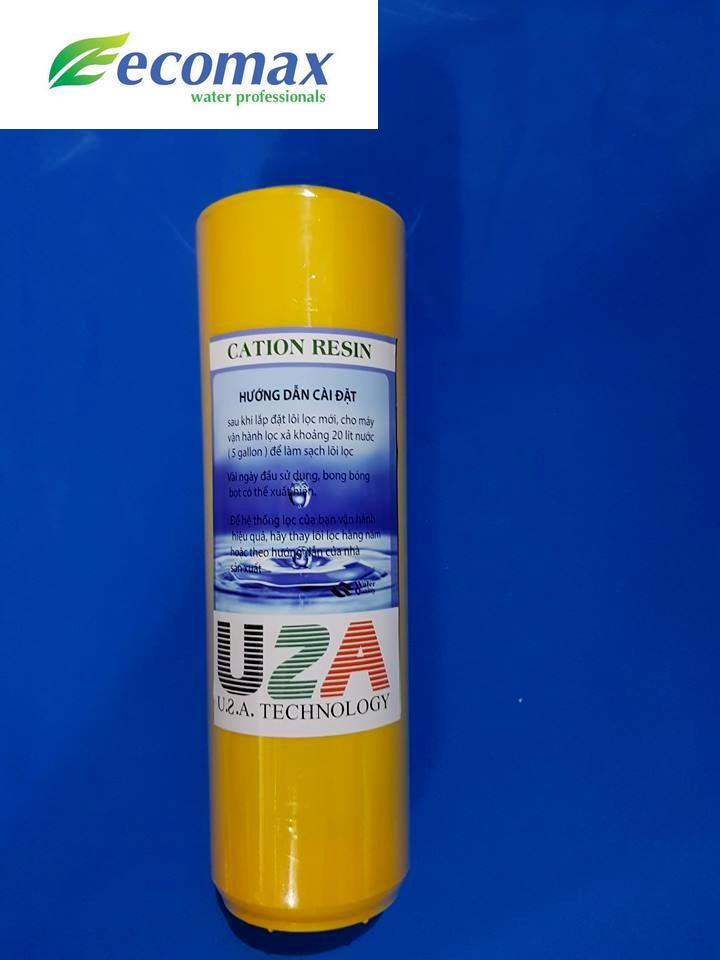 ecomax
water professionals
CATION RESIN
HƯỚNG DẪN CÀI ĐẶT
sau khi lắp đặt lõi lọc mới, cho máy
vận hành lọc xả khoảng 20 lít nước
( 5 gallon ) để làm sạch lõi lọc
Vài ngày đầu sử dụng, bong bóng
bọt có thể xuất hiện.
Để hệ thống lọc của bạn vận hành
hiệu quả, hãy thay lõi lọc hàng năm
hoặc theo hướng dẫn của nhà
sản xuất
Water
Quality
USA
U.S.A. TECHNOLOGY